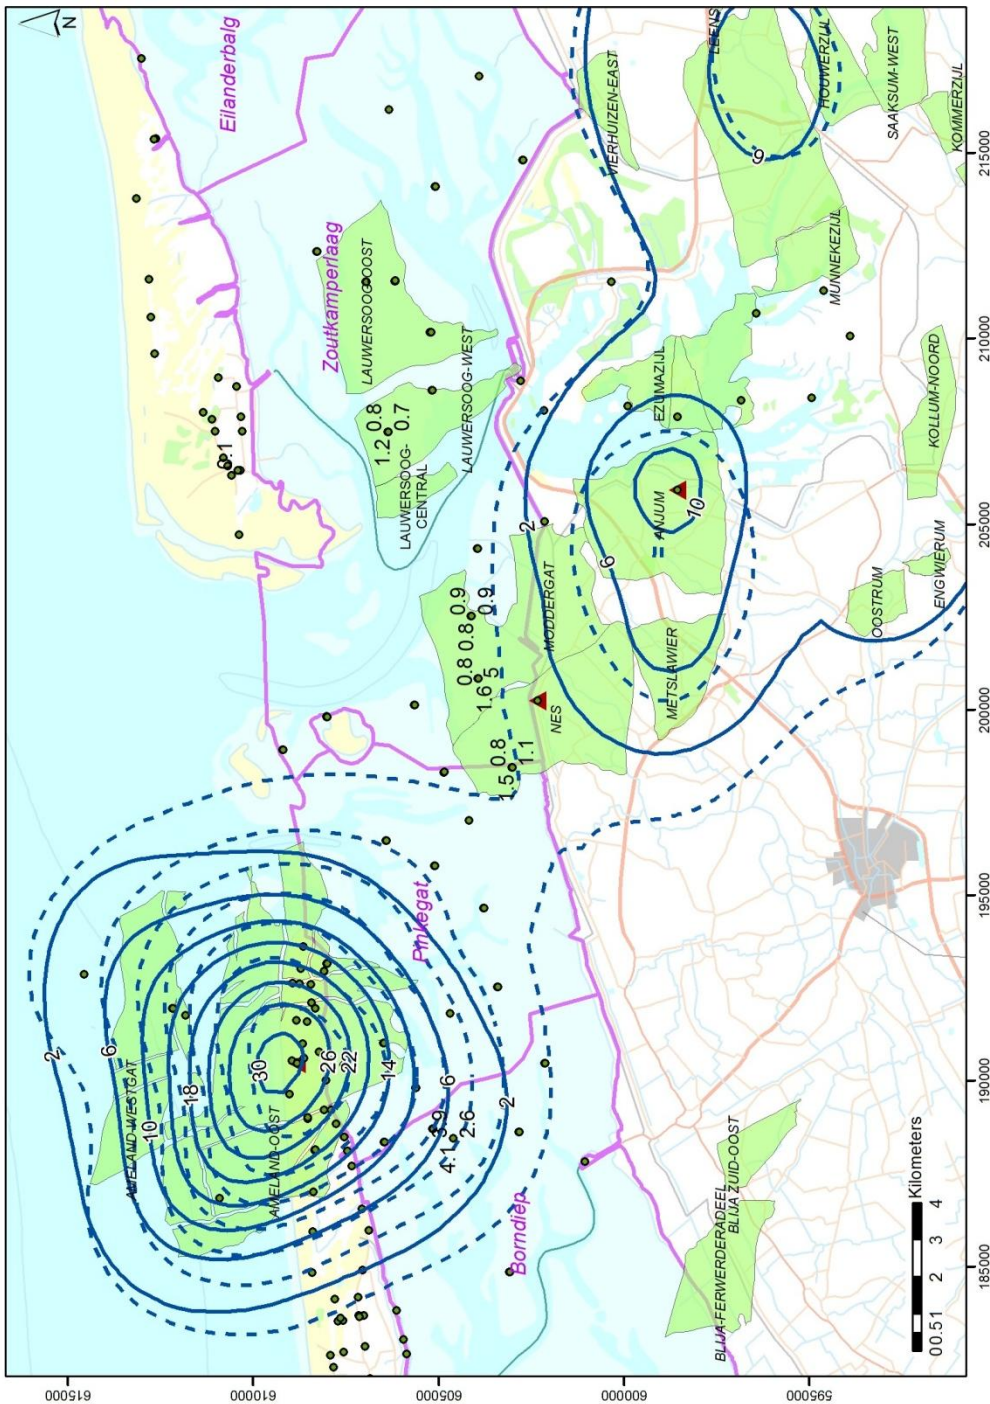 N
Eilanderbalg
Zoutkamperlaag
Pinkegat
Borndiep
LAUWERSOOG-OOST
LAUWERSOOG-WEST
LAUWERSOOG-
CENTRAL
1.2 0.8
0.7
0.1
VIERHUIZEN-EAST
LEENS
HOUWERZIJL
SAAKSUM-WEST
KOMMERZIJL
MUNNEKEZIJL
EZUMAZIJL
KOLLUM-NOORD
ANJUM
ENGWIERUM
OOSTRUM
MODDERGAT
METSLAWIER
NES
0.8 0.9
0.9
0.8
1.6
1.5 0.8
1.1
2
6
10
6
AMELAND-WESTGAT
AMELAND-OOST
2
6
10
18
30
26
22
14
6
2
3.9
4.1
2.6
BLIJA-FERWERDERADEEL
BLIJA ZUID-OOST
Kilometers
0 0.5 1 2 3 4
185000
190000
195000
200000
205000
210000
215000
615000
610000
605000
600000
595000